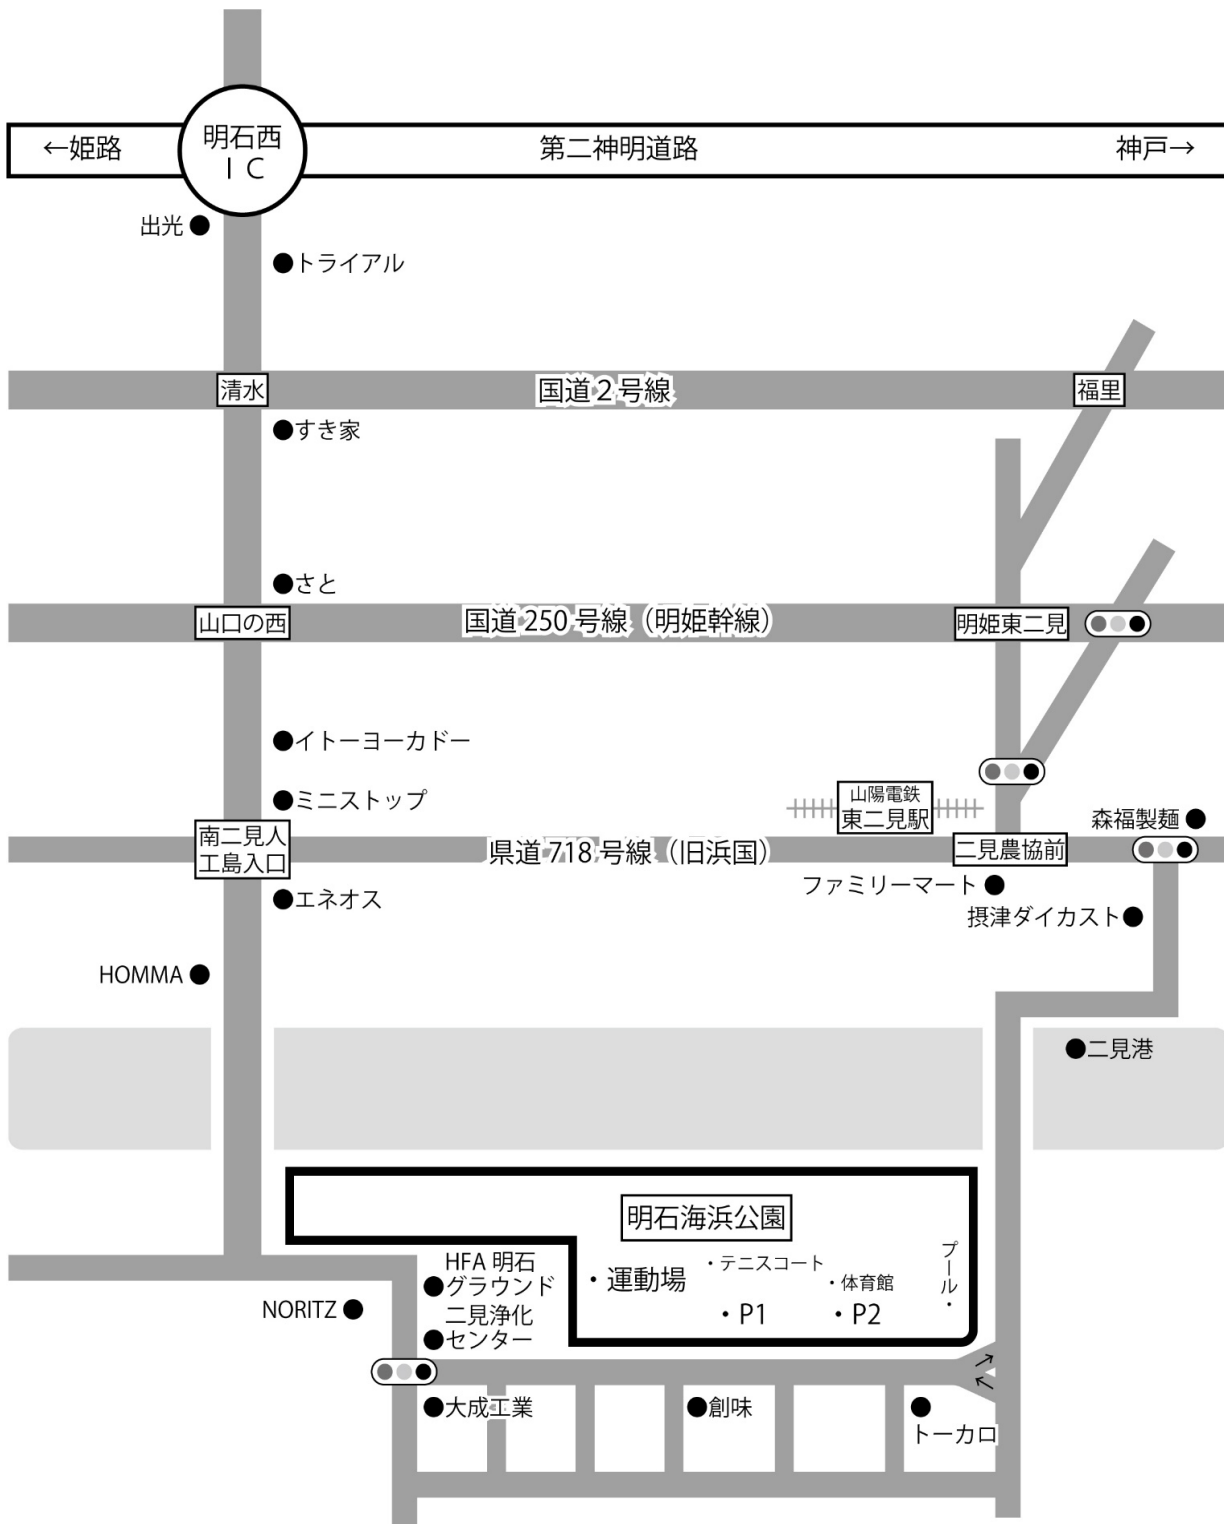 ←姫路
明石西
IC
第二神明道路
神戸→
出光
トライアル
清水
国道2号線
福里
すき家
さと
山口の西
国道250号線（明姫幹線）
明姫東二見
イトーヨーカドー
ミニストップ
山陽電鉄
東二見駅
森福製麺
南二見人
工島入口
県道718号線（旧浜国）
二見農協前
ファミリーマート
エネオス
摂津ダイカスト
HOMMA
二見港
明石海浜公園
HFA明石
グラウンド
・運動場
・テニスコート
・体育館
プール・
NORITZ
二見浄化
センター
・P1
・P2
大成工業
創味
トーカロ